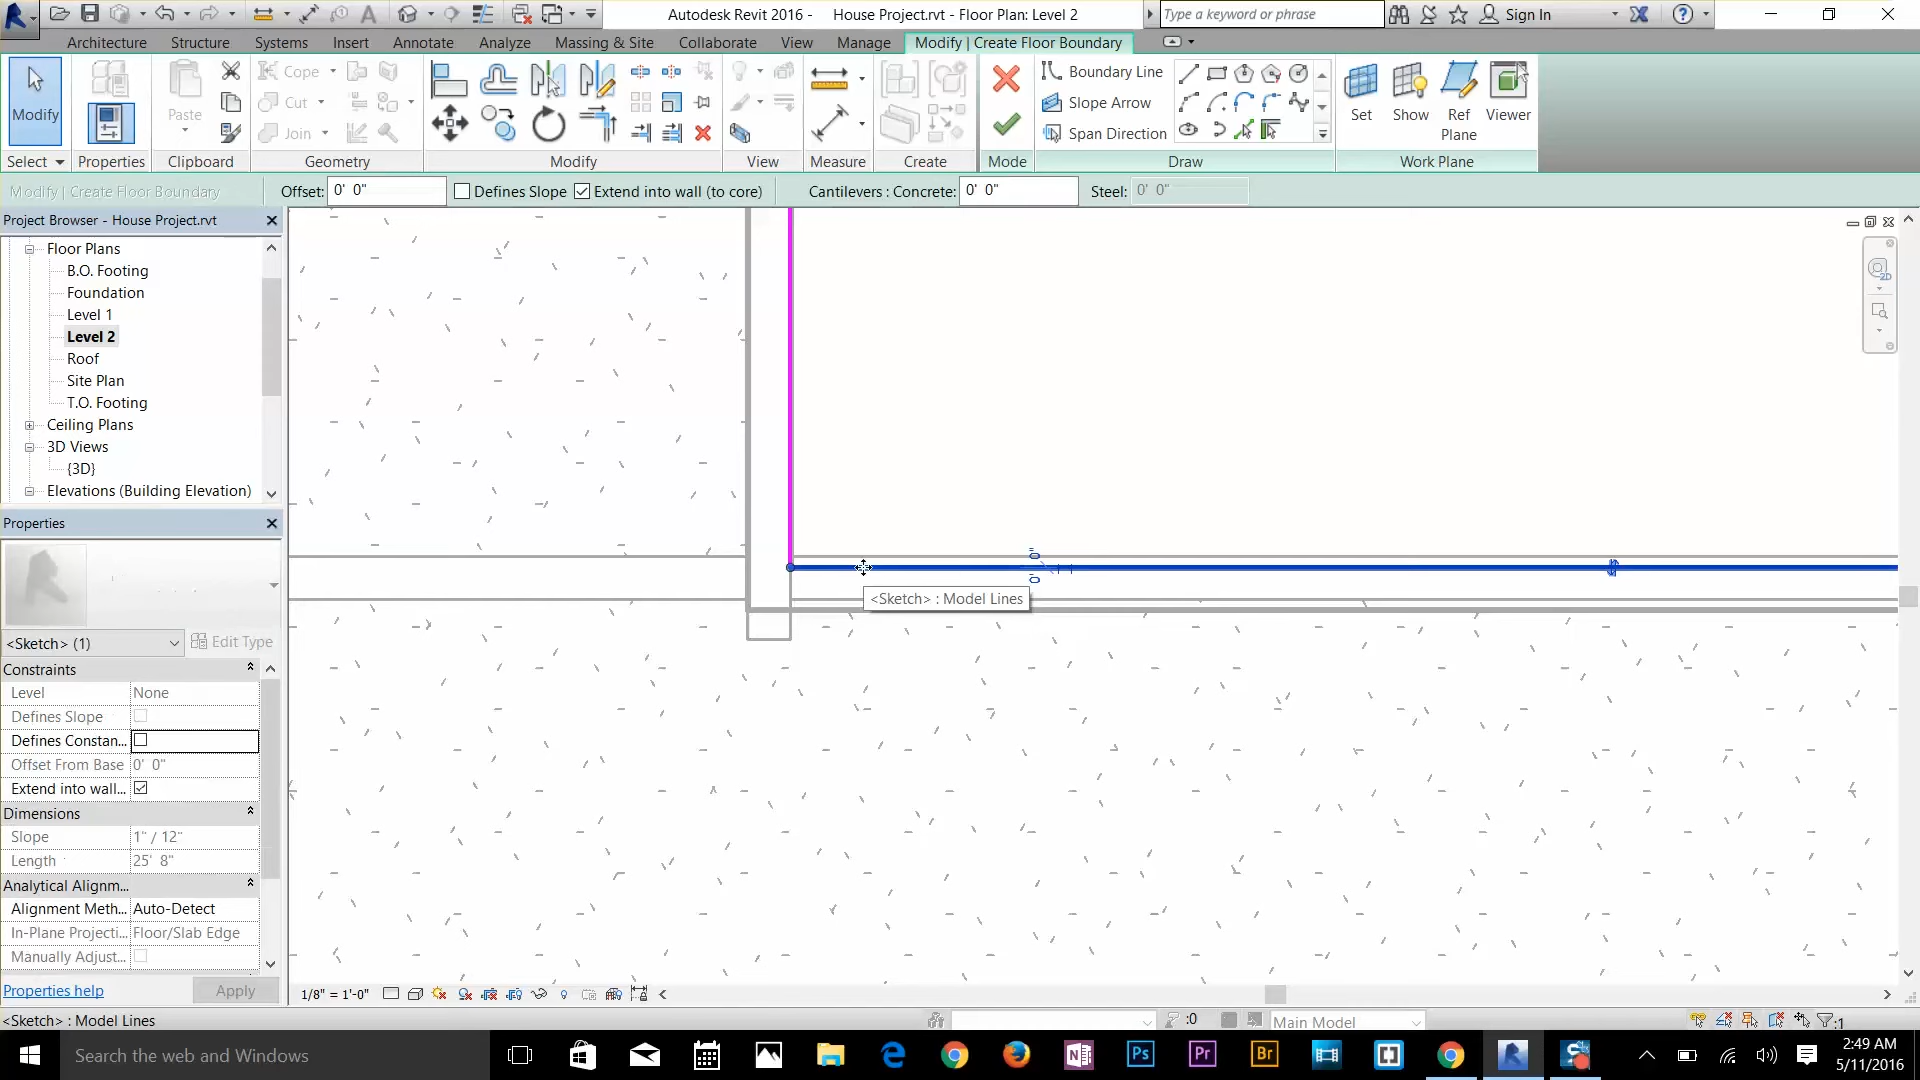 Autodesk Revit 2016 - House Project.rvt - Floor Plan: Level 2
Type a keyword or phrase
Sign In
Architecture Structure Systems Insert Annotate Analyze Massing & Site Collaborate View Manage Modify | Create Floor Boundary
Modify
Paste
Cope
Cut
Join
Boundary Line
Slope Arrow
Span Direction
Set
Show
Ref
Plane
Viewer
Select Properties Clipboard Geometry Modify View Measure Create Mode Draw Work Plane
Modify | Create Floor Boundary
Offset: 0' 0"
Defines Slope
Extend into wall (to core)
Cantilevers : Concrete: 0' 0"
Steel: 0' 0"
Project Browser - House Project.rvt
Floor Plans
B.O. Footing
Foundation
Level 1
Level 2
Roof
Site Plan
T.O. Footing
Ceiling Plans
3D Views
{3D}
Elevations (Building Elevation)
Properties
<Sketch> (1)
Edit Type
Constraints
Level None
Defines Slope
Defines Constan...
Offset From Base 0' 0"
Extend into wall...
Dimensions
Slope 1" / 12"
Length 25' 8"
Analytical Alignm...
Alignment Meth... Auto-Detect
In-Plane Projecti... Floor/Slab Edge
Manually Adjust...
Properties help
Apply
<Sketch> : Model Lines
2D
1/8" = 1'-0"
<Sketch> : Model Lines
:0
Main Model
:1
Search the web and Windows
N
Ps
Pr
Br
2:49 AM
5/11/2016